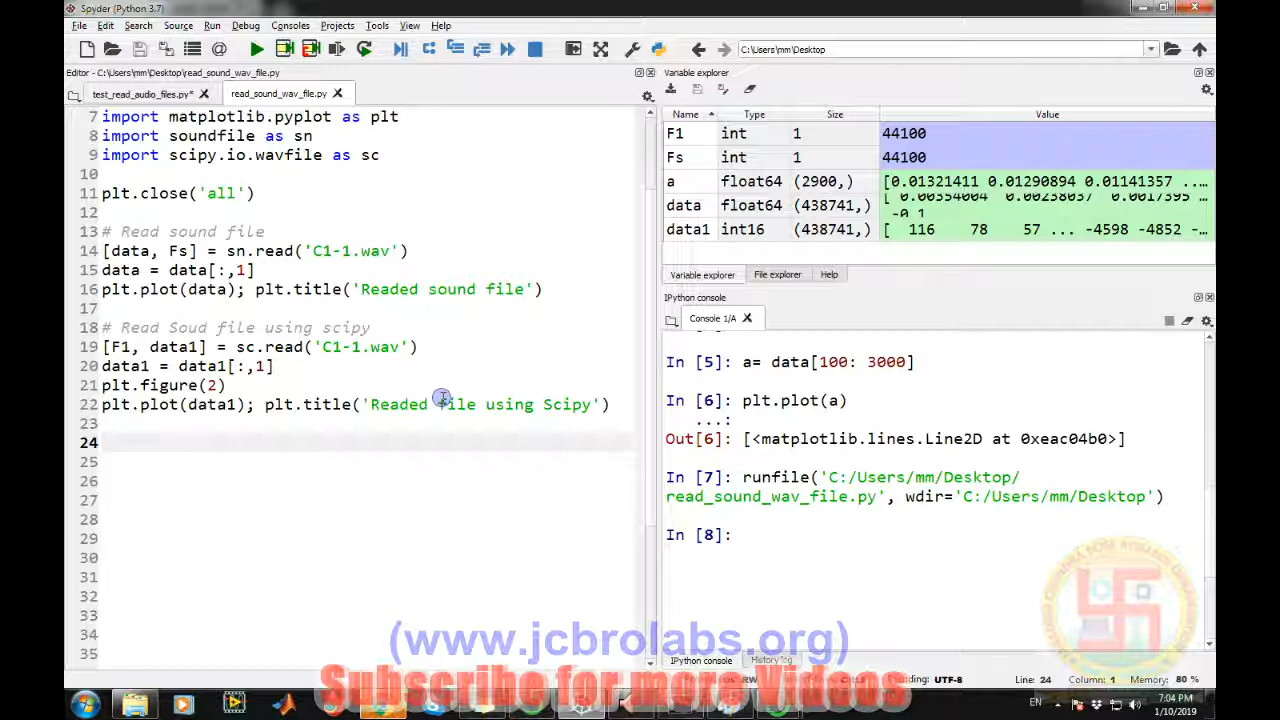 Spyder (Python 3.7)
File Edit Search Source Run Debug Consoles Projects Tools View Help
C:\Users\mm\Desktop
Editor - C:\Users\mm\Desktop\read_sound_wav_file.py
test_read_audio_files.py*
read_sound_wav_file.py
7 import matplotlib.pyplot as plt
8 import soundfile as sn
9 import scipy.io.wavfile as sc
10
11 plt.close('all')
12
13 # Read sound file
14 [data, Fs] = sn.read('C1-1.wav')
15 data = data[:,1]
16 plt.plot(data); plt.title('Readed sound file')
17
18 # Read Soud file using scipy
19 [F1, data1] = sc.read('C1-1.wav')
20 data1 = data1[:,1]
21 plt.figure(2)
22 plt.plot(data1); plt.title('Readed file using Scipy')
23
24
25
26
27
28
29
30
31
32
33
34
35
Variable explorer
Name Type Size Value
F1 int 1 44100
Fs int 1 44100
a float64 (2900,) [0.01321411 0.01290894 0.01141357 ...…
data float64 (438741,) [ 0.00354004 0.00238037 0.0017395 …
-0.1
data1 int16 (438741,) [ 116 78 57 ... -4598 -4852 -…
Variable explorer File explorer Help
IPython console
Console 1/A
In [5]: a= data[100: 3000]
In [6]: plt.plot(a)
...:
Out[6]: [<matplotlib.lines.Line2D at 0xeac04b0>]
In [7]: runfile('C:/Users/mm/Desktop/
read_sound_wav_file.py', wdir='C:/Users/mm/Desktop')
In [8]:
(www.jcbrolabs.org)
IPython console History log
Subscribe for more Videos
RW
UTF-8 Line: 24 Column: 1 Memory: 80 %
EN
7:04 PM
1/10/2019